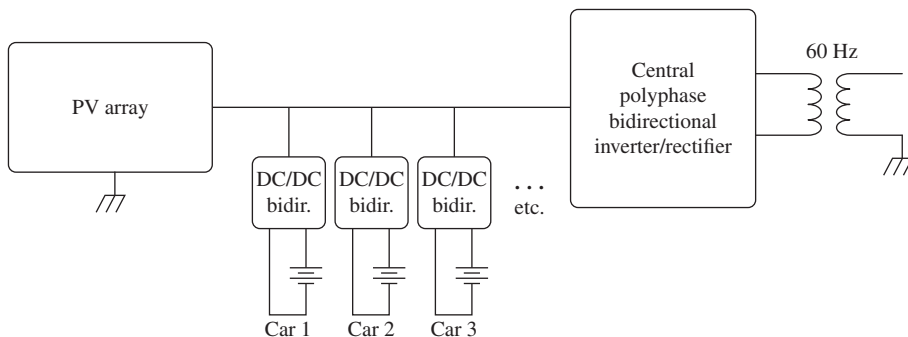 PV array
DC/DC
bidir.
DC/DC
bidir.
DC/DC
bidir.
...
etc.
Car 1
Car 2
Car 3
Central
polyphase
bidirectional
inverter/rectifier
60 Hz